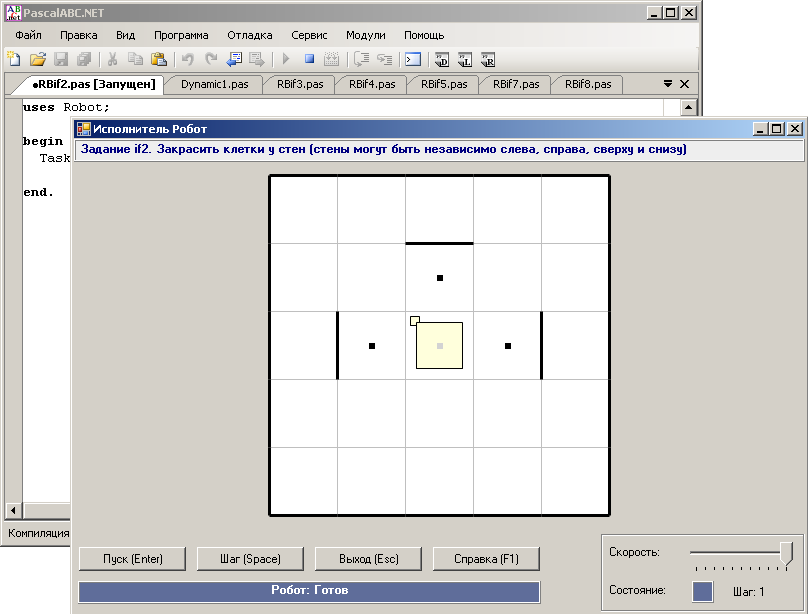 PascalABC.NET
Файл Правка Вид Программа Отладка Сервис Модули Помощь
•RBif2.pas [Запущен] Dynamic1.pas RBif3.pas RBif4.pas RBif5.pas RBif7.pas RBif8.pas
uses Robot;
begin
Task
end.
Исполнитель Робот
Задание if2. Закрасить клетки у стен (стены могут быть независимо слева, справа, сверху и снизу)
Пуск (Enter) Шаг (Space) Выход (Esc) Справка (F1)
Скорость:
Робот: Готов
Состояние: Шаг: 1
Компиляция